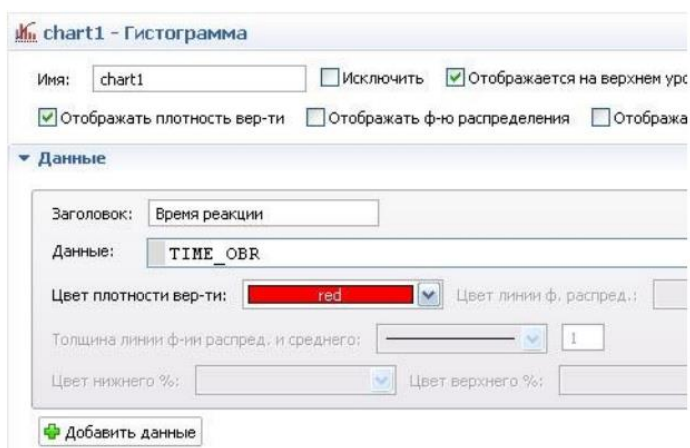 chart1 - Гистограмма
Имя: chart1 Исключить Отображается на верхнем уро
Отображать плотность вер-ти Отображать ф-ю распределения Отобража
Данные
Заголовок: Время реакции
Данные: TIME_OBR
Цвет плотности вер-ти: red Цвет линии ф. распред.:
Толщина линии ф-ии распред. и среднего: 1
Цвет нижнего %: Цвет верхнего %:
Добавить данные